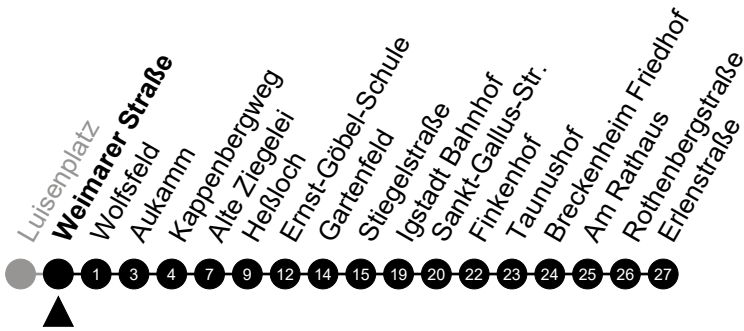 Luisenplatz
Weimarer Straße
Wolfsfeld
Aukamm
Kappenbergweg
Alte Ziegelei
Heßloch
Ernst-Göbel-Schule
Gartenfeld
Stiegelstraße
Igstadt Bahnhof
Sankt-Gallus-Str.
Finkenhof
Taunushof
Breckenheim Friedhof
Am Rathaus
Rothenbergstraße
Erlenstraße
1 3 4 7 9 12 14 15 19 20 22 23 24 25 26 27